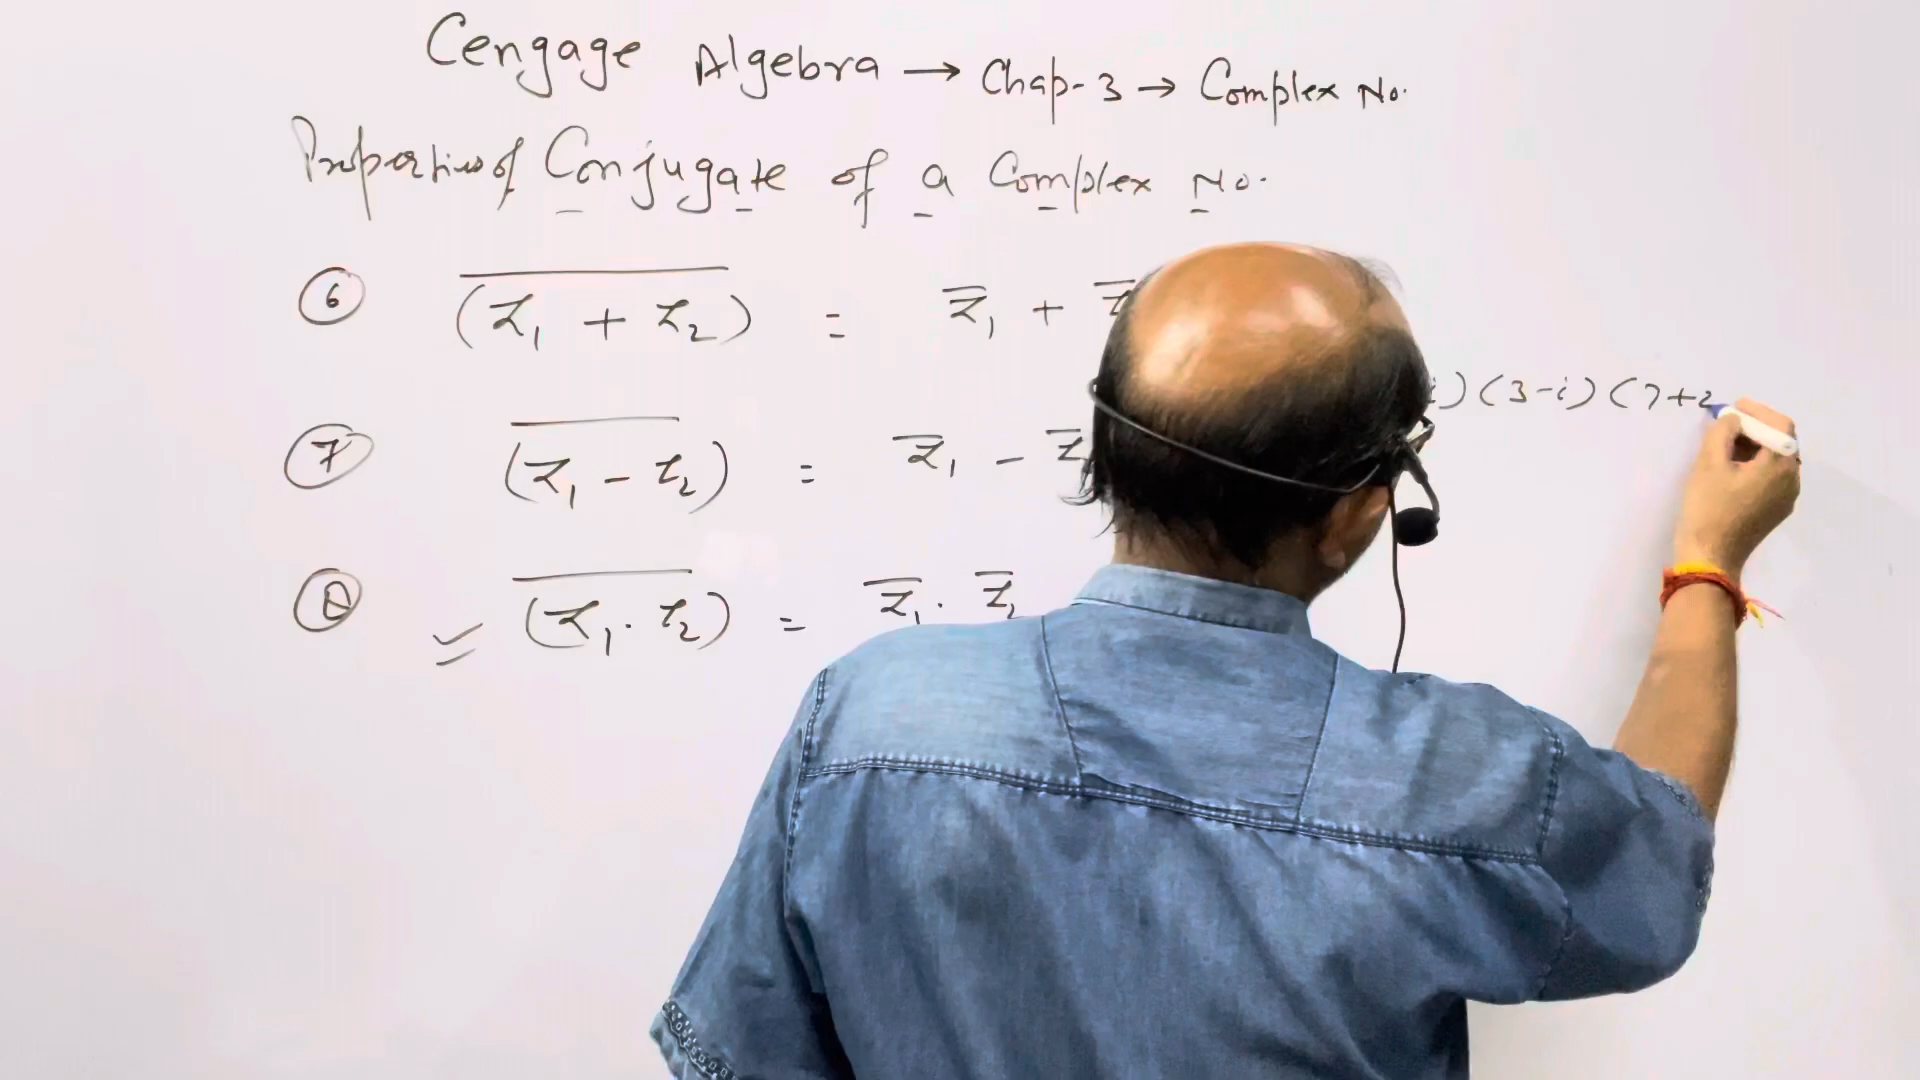 Cengage Algebra → Chap-3 → Complex No.
Properties of Conjugate of a Complex No.
6 (z₁ + z₂)̅ = z̅₁ + z̅
i) (3-i) (7+2
7 (z₁ - z₂)̅ = z̅₁ - z̅
8 (z₁ . z₂)̅ = z̅₁ . z̅₂